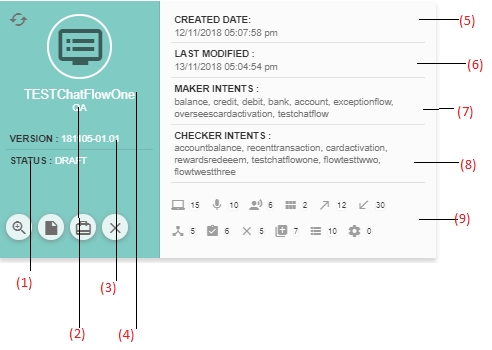 TESTChatFlowOne
QA
VERSION : 181105-01.01
STATUS : DRAFT
CREATED DATE:
12/11/2018 05:07:58 pm
LAST MODIFIED :
13/11/2018 05:04:54 pm
MAKER INTENTS :
balance, credit, debit, bank, account, exceptionflow,
overseescardactivation, testchatflow
CHECKER INTENTS :
accountbalance, recenttransaction, cardactivation,
rewardsredeeem, testchatflowone, flowtesttwwo,
flowtwestthree
15 10 6 2 12 30
5 6 5 7 10 0
(1)
(2)
(3)
(4)
(5)
(6)
(7)
(8)
(9)